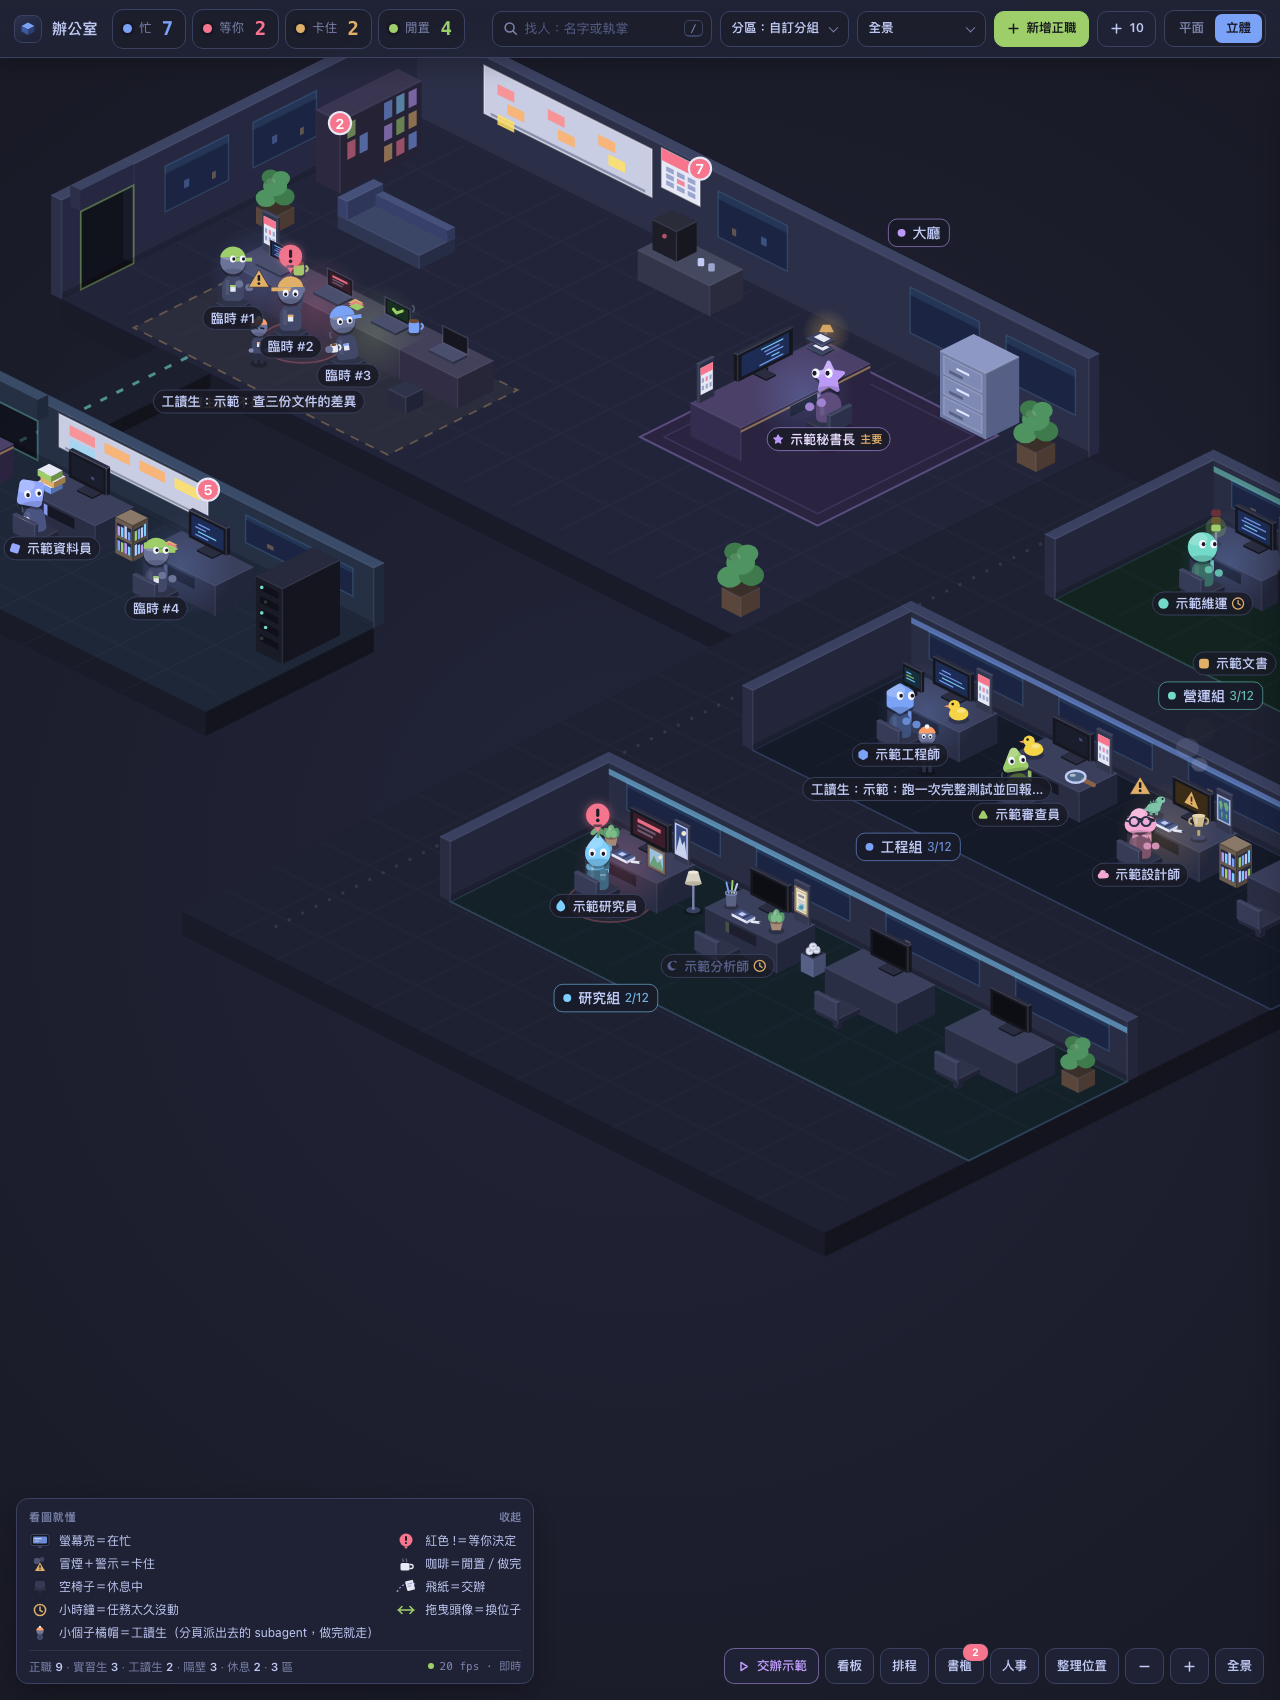 辦公室
忙 7
等你 2
卡住 2
閒置 4
找人：名字或執掌 /
分區：自訂分組
全景
+ 新增正職
+ 10
平面
立體
2
7
大廳
臨時 #1
臨時 #2
臨時 #3
工讀生：示範：查三份文件的差異
示範秘書長 主要
5
示範資料員
臨時 #4
示範維運
示範文書
營運組 3/12
示範工程師
工讀生：示範：跑一次完整測試並回報...
示範審查員
工程組 3/12
示範設計師
示範研究員
示範分析師
研究組 2/12
看圖就懂
收起
螢幕亮＝在忙
紅色 !＝等你決定
冒煙＋警示＝卡住
咖啡＝閒置 / 做完
空椅子＝休息中
飛紙＝交辦
小時鐘＝任務太久沒動
拖曳頭像＝換位子
小個子橘帽＝工讀生（分頁派出去的 subagent，做完就走）
正職 9 · 實習生 3 · 工讀生 2 · 隔壁 3 · 休息 2 · 3 區
20 fps · 即時
交辦示範
看板
排程
書櫃 2
人事
整理位置
−
+
全景